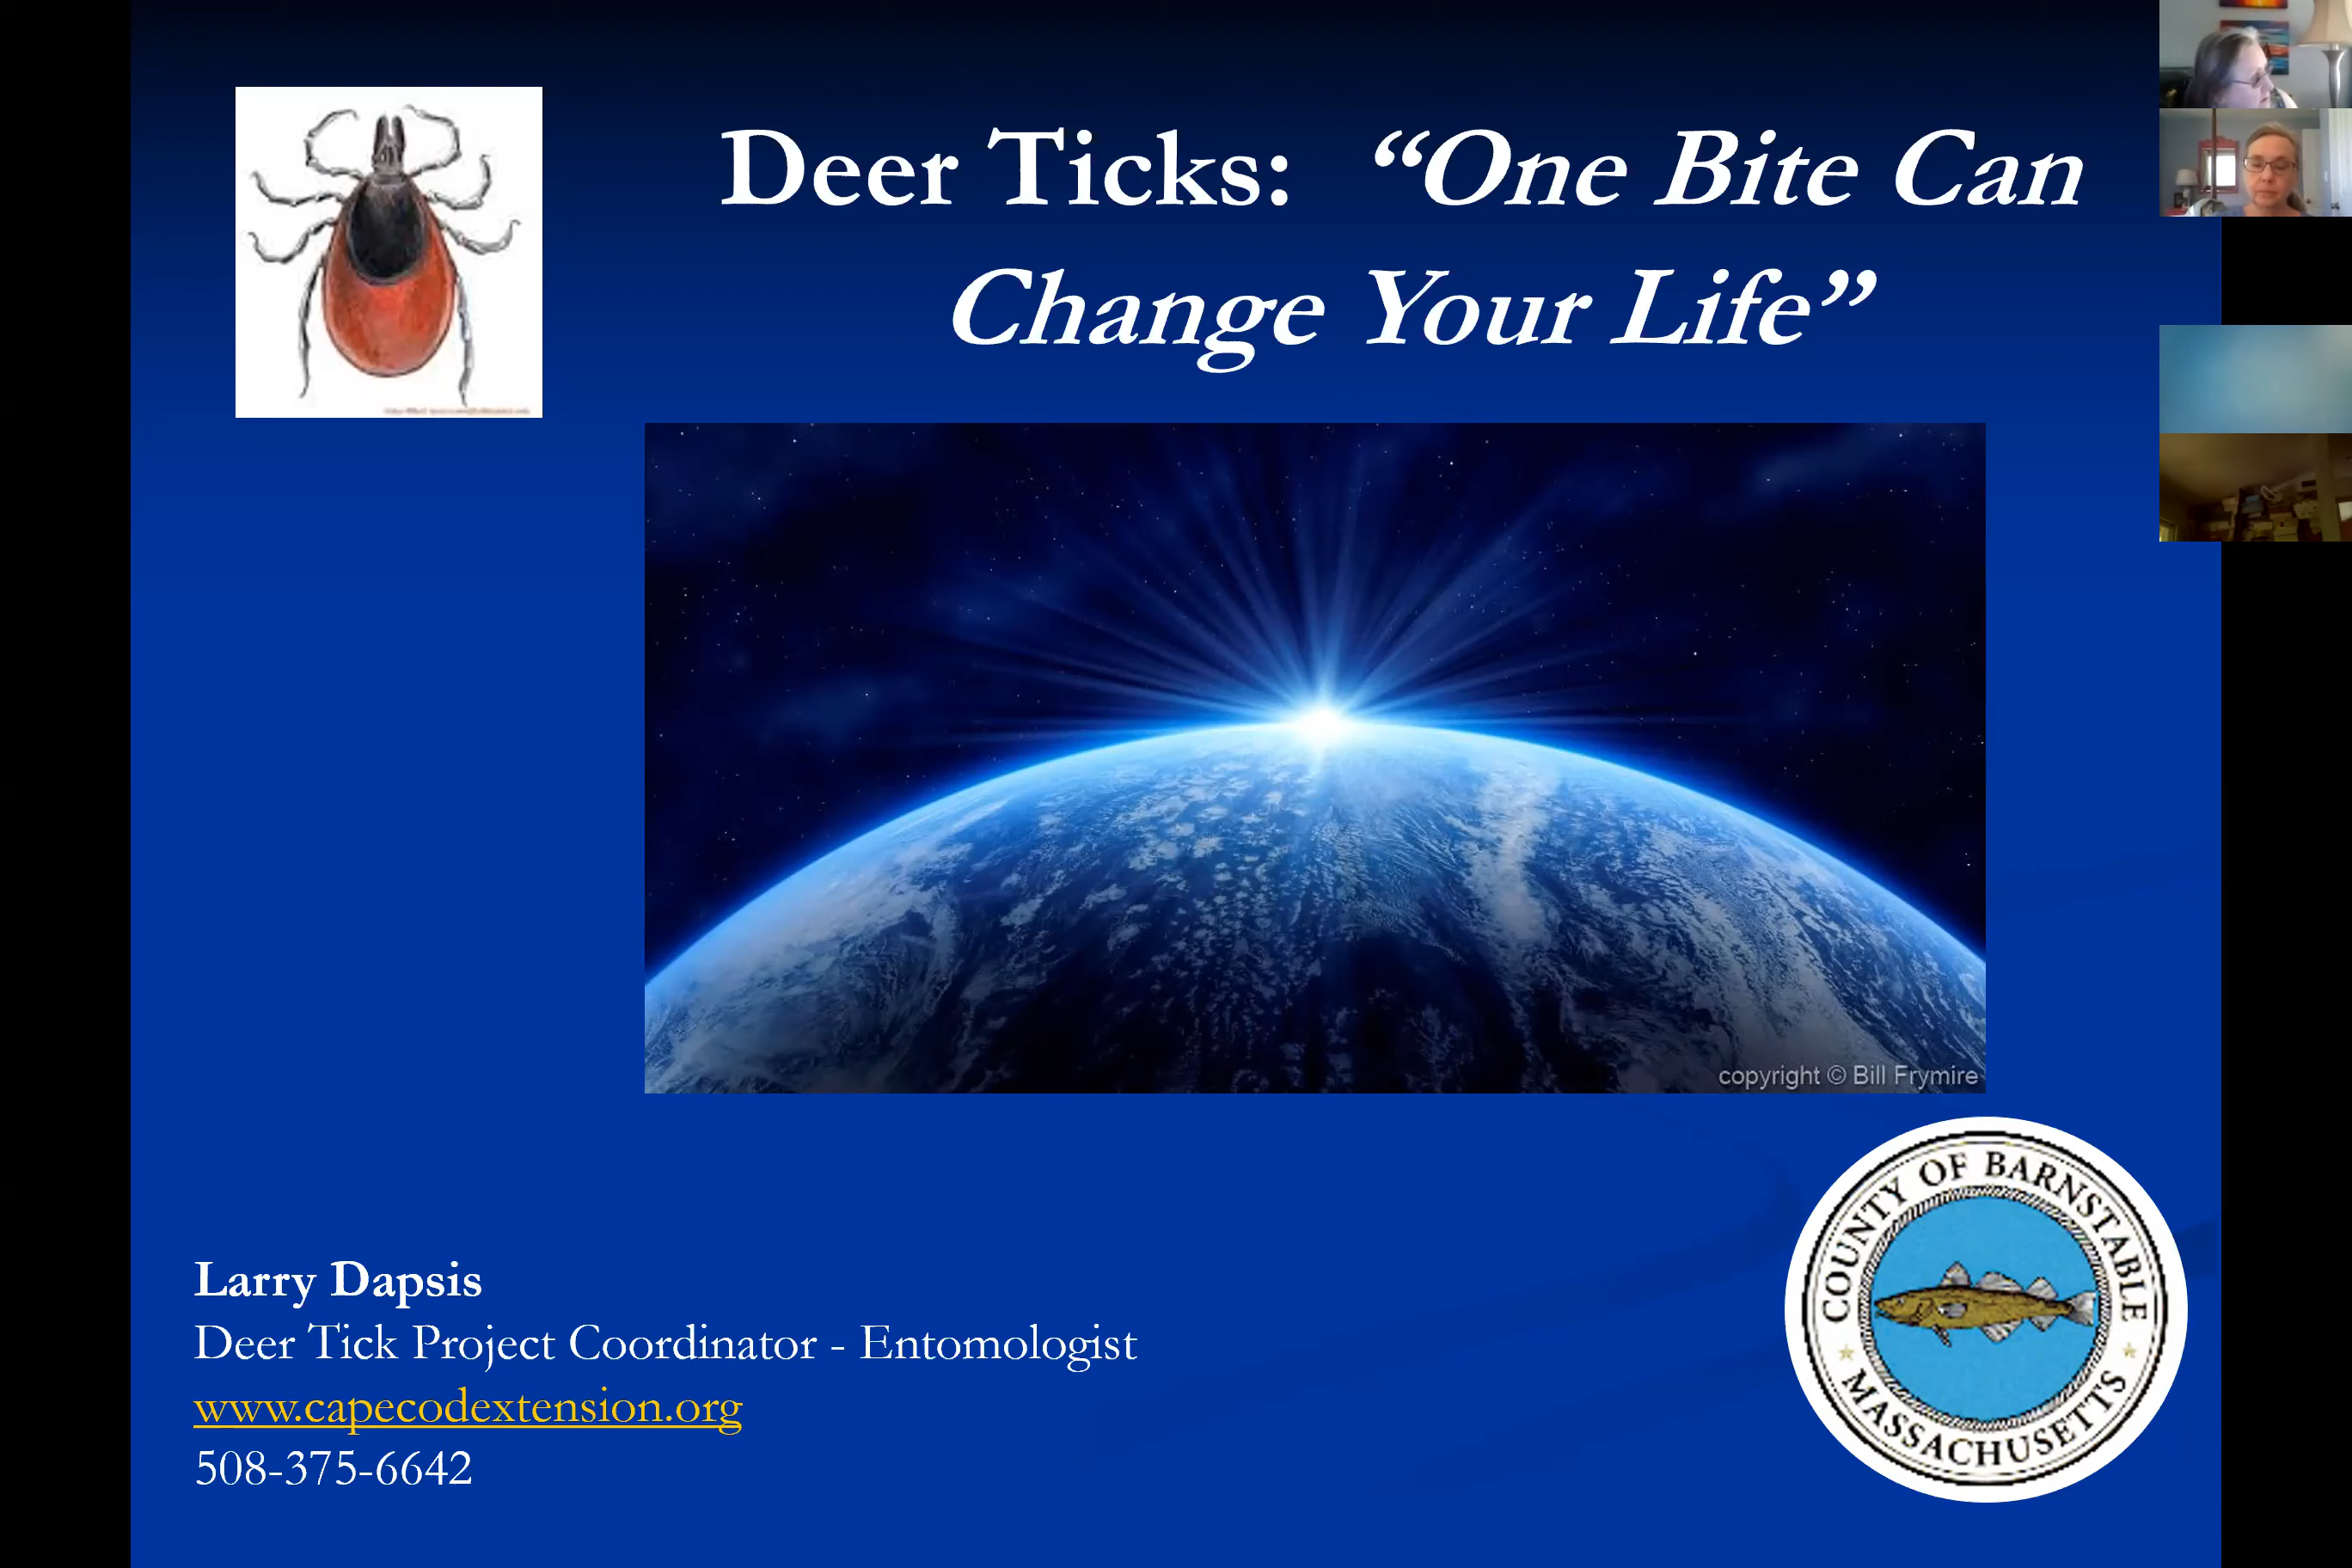 Deer Ticks: “One Bite Can
Change Your Life”
copyright © Bill Frymire
COUNTY OF BARNSTABLE
MASSACHUSETTS
Larry Dapsis
Deer Tick Project Coordinator - Entomologist
www.capecodextension.org
508-375-6642